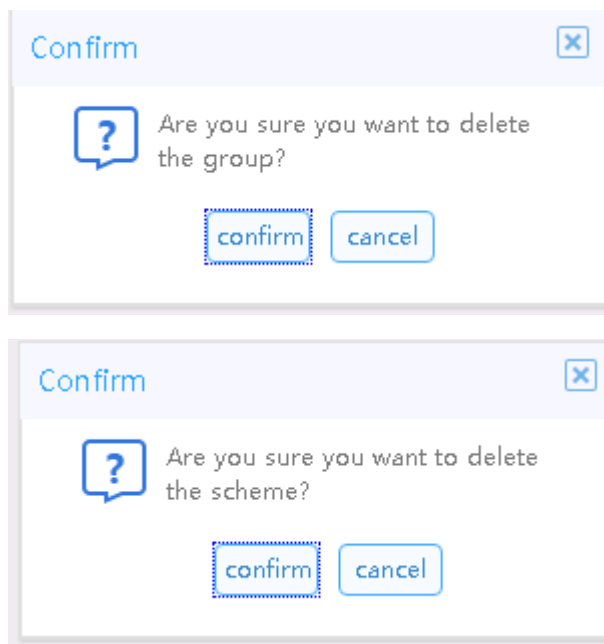 Confirm
Are you sure you want to delete
the group?
confirm cancel
Confirm
Are you sure you want to delete
the scheme?
confirm cancel